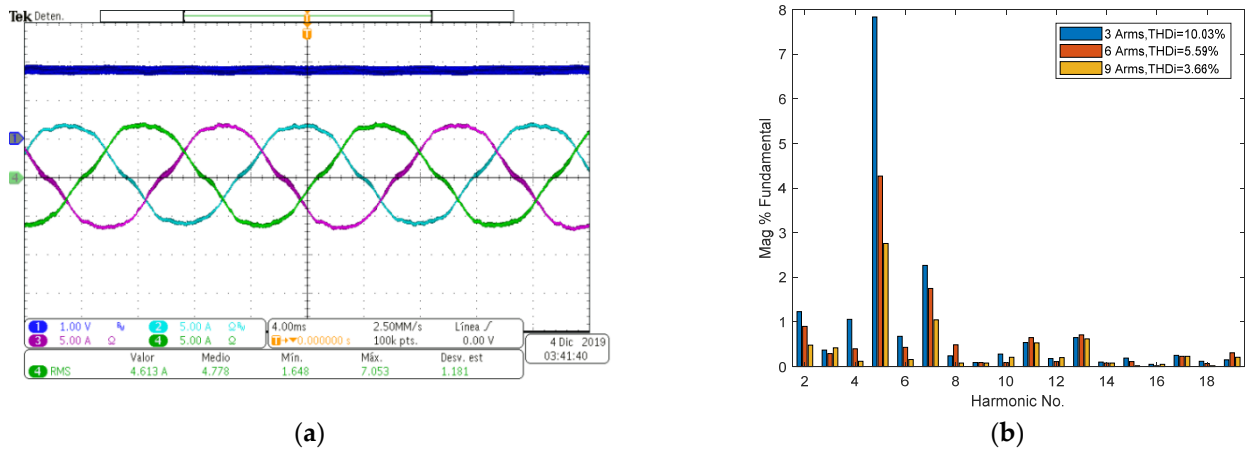 Tek Deten.
T
T
1
4
1 1.00 V 2 5.00 A Ω
3 5.00 A Ω 4 5.00 A Ω
4.00ms 2.50MM/s Línea
T 0.000000 s 100k pts. 0.00 V
4 Dic 2019
03:41:40
Valor Medio Mín. Máx. Desv. est
4 RMS 4.613 A 4.778 1.648 7.053 1.181
(a)
8
7
6
5
4
3
2
1
0
Mag % Fundamental
3 Arms,THDi=10.03%
6 Arms,THDi=5.59%
9 Arms,THDi=3.66%
2 4 6 8 10 12 14 16 18
Harmonic No.
(b)